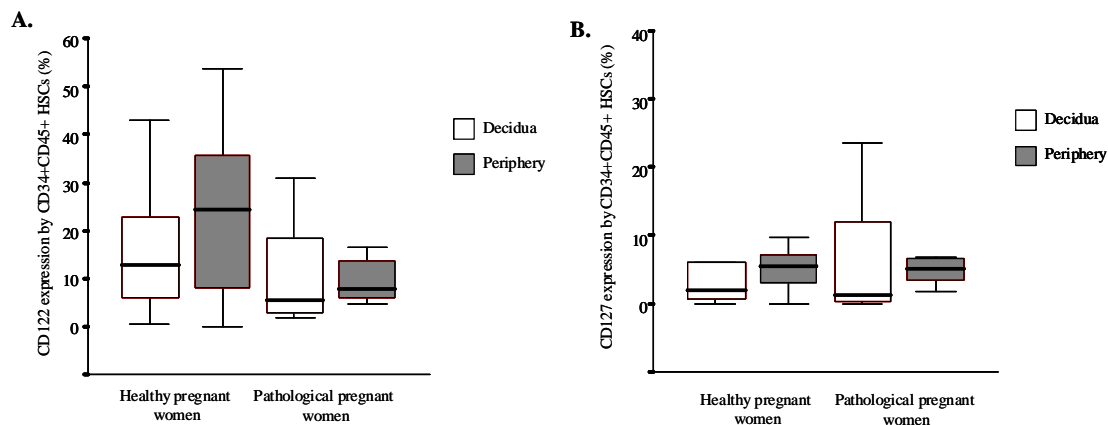 A.
CD122 expression by CD34+CD45+ HSCs (%)
60
50
40
30
20
10
0
Decidua
Periphery
Healthy pregnant
women
Pathological pregnant
women
B.
CD127 expression by CD34+CD45+ HSCs (%)
40
30
20
10
0
Decidua
Periphery
Healthy pregnant
women
Pathological pregnant
women